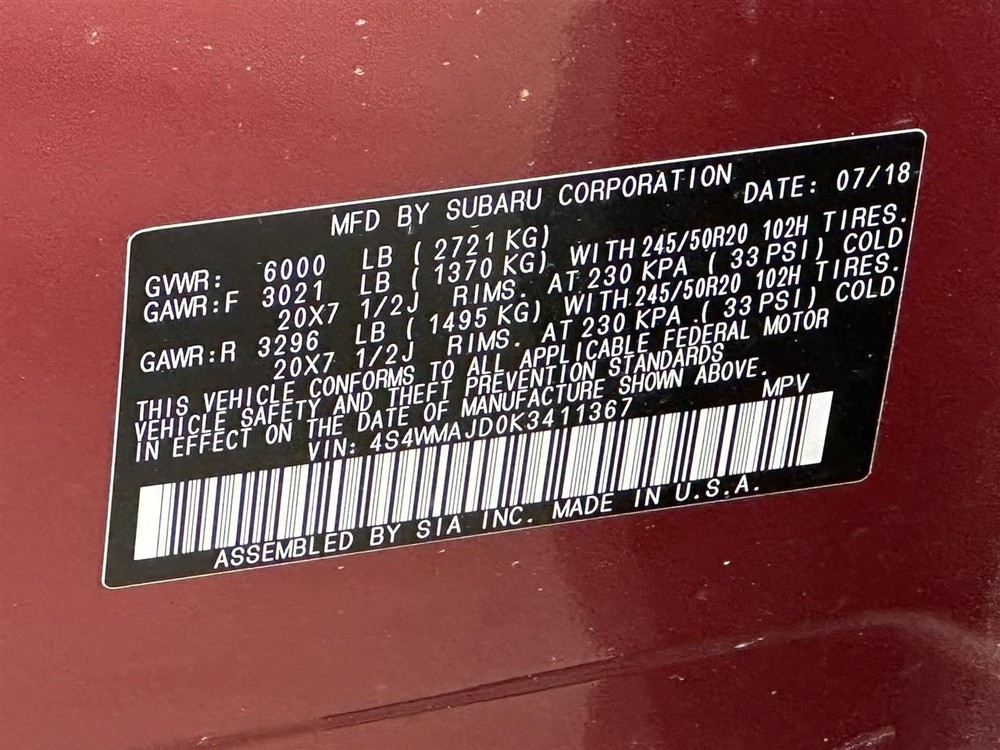 MFD BY SUBARU CORPORATION DATE: 07/18
GVWR: 6000 LB ( 2721 KG)
GAWR:F 3021 LB ( 1370 KG) WITH 245/50R20 102H TIRES.
20X7 1/2J RIMS. AT 230 KPA ( 33 PSI) COLD
GAWR:R 3296 LB ( 1495 KG) WITH 245/50R20 102H TIRES.
20X7 1/2J RIMS. AT 230 KPA ( 33 PSI) COLD
THIS VEHICLE CONFORMS TO ALL APPLICABLE FEDERAL MOTOR
VEHICLE SAFETY AND THEFT PREVENTION STANDARDS
IN EFFECT ON THE DATE OF MANUFACTURE SHOWN ABOVE.
VIN: 4S4WMAJD0K3411367 MPV
ASSEMBLED BY SIA INC. MADE IN U.S.A.